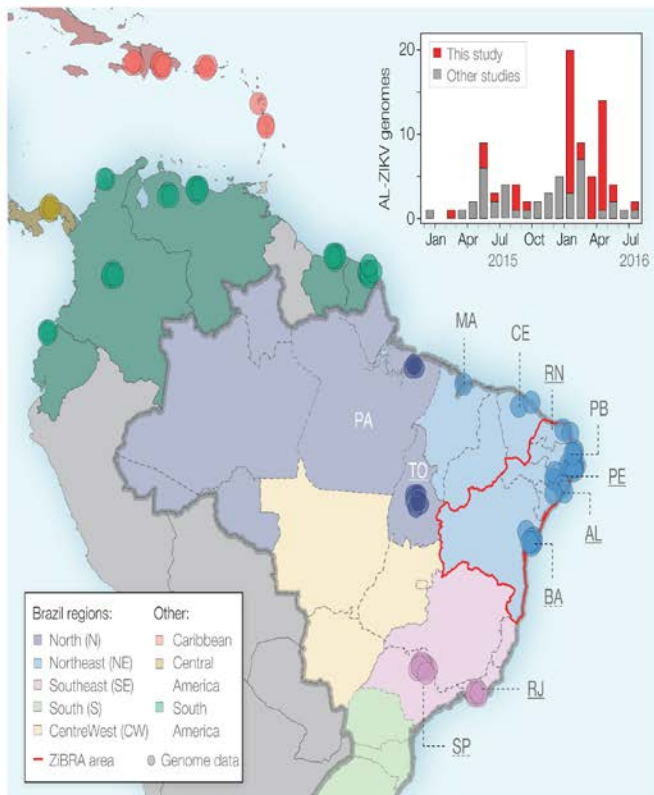 This study
Other studies
AL-ZIKV genomes
20
10
0
Jan Apr Jul Oct Jan Apr Jul
2015 2016
MA
CE
RN
PB
PA
TO
PE
AL
BA
RJ
SP
Brazil regions:
North (N)
Northeast (NE)
Southeast (SE)
South (S)
CentreWest (CW)
ZiBRA area
Other:
Caribbean
Central
America
South
America
Genome data